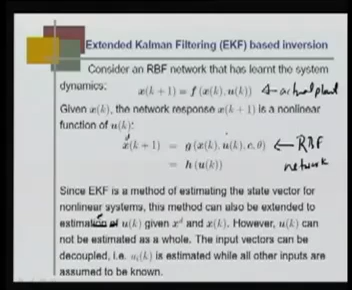 Extended Kalman Filtering (EKF) based inversion
Consider an RBF network that has learnt the system
dynamics: x(k + 1) = f(x(k), u(k)) ← actual plant
Given x(k), the network response x(k + 1) is a nonlinear
function of u(k):
x̂(k + 1) = g(x(k), u(k), c, θ) ← RBF
= h(u(k)) network
Since EKF is a method of estimating the state vector for
nonlinear systems, this method can also be extended to
estimation of u(k) given xᵈ and x(k). However, u(k) can
not be estimated as a whole. The input vectors can be
decoupled, i.e. uᵢ(k) is estimated while all other inputs are
assumed to be known.